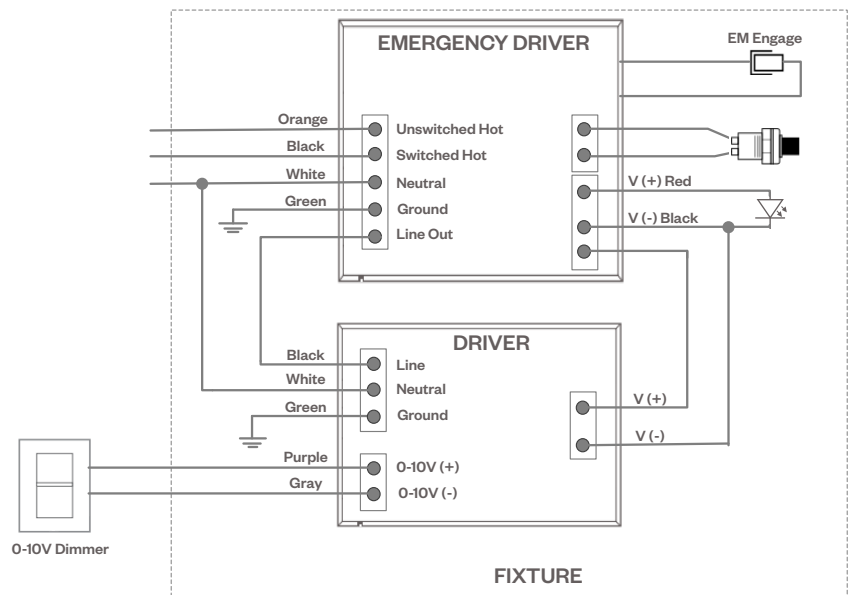 EMERGENCY DRIVER
EM Engage
Orange
Unswitched Hot
Black
Switched Hot
White
Neutral
V (+) Red
Green
Ground
V (-) Black
Line Out
DRIVER
Black
Line
White
Neutral
V (+)
Green
Ground
V (-)
Purple
0-10V (+)
Gray
0-10V (-)
0-10V Dimmer
FIXTURE